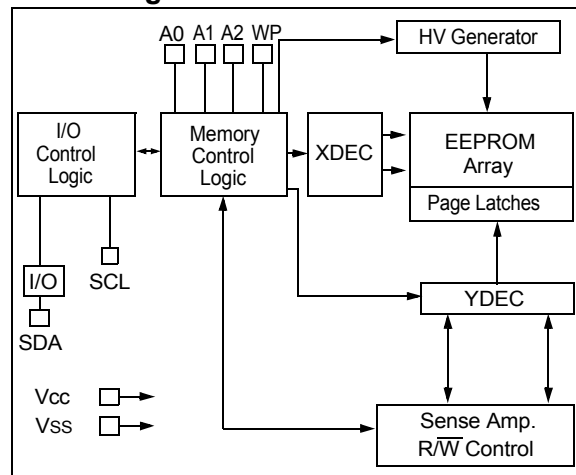 A0 A1 A2 WP
HV Generator
I/O
Control
Logic
Memory
Control
Logic
XDEC
EEPROM
Array
Page Latches
I/O
SCL
SDA
YDEC
Vcc
Vss
Sense Amp.
R/W̅ Control